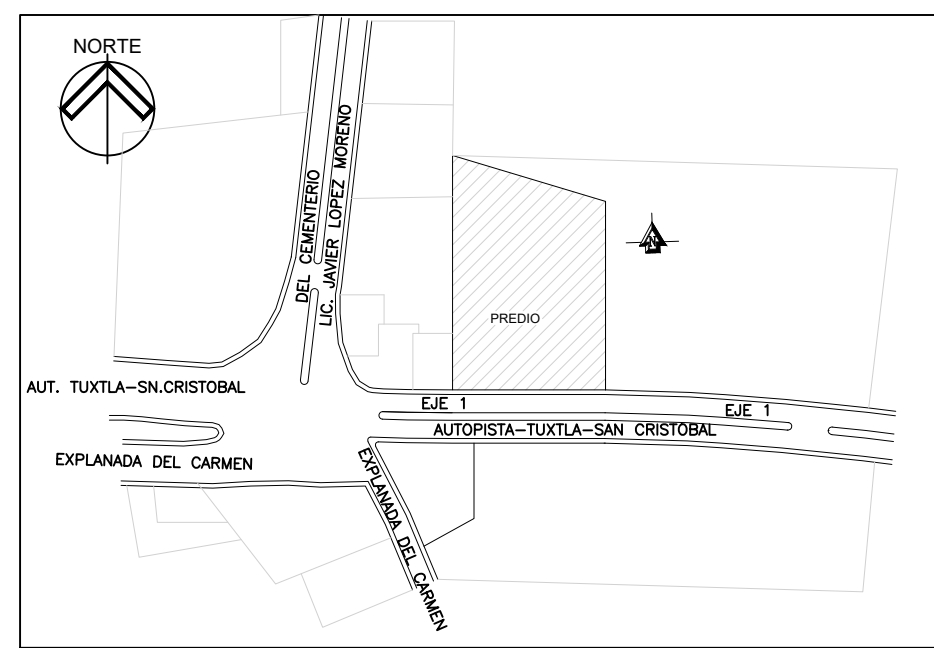 NORTE
DEL CEMENTERIO
LIC. JAVIER LOPEZ MORENO
N
PREDIO
AUT. TUXTLA-SN.CRISTOBAL
EJE 1
EJE 1
AUTOPISTA-TUXTLA-SAN CRISTOBAL
EXPLANADA DEL CARMEN
EXPLANADA DEL CARMEN